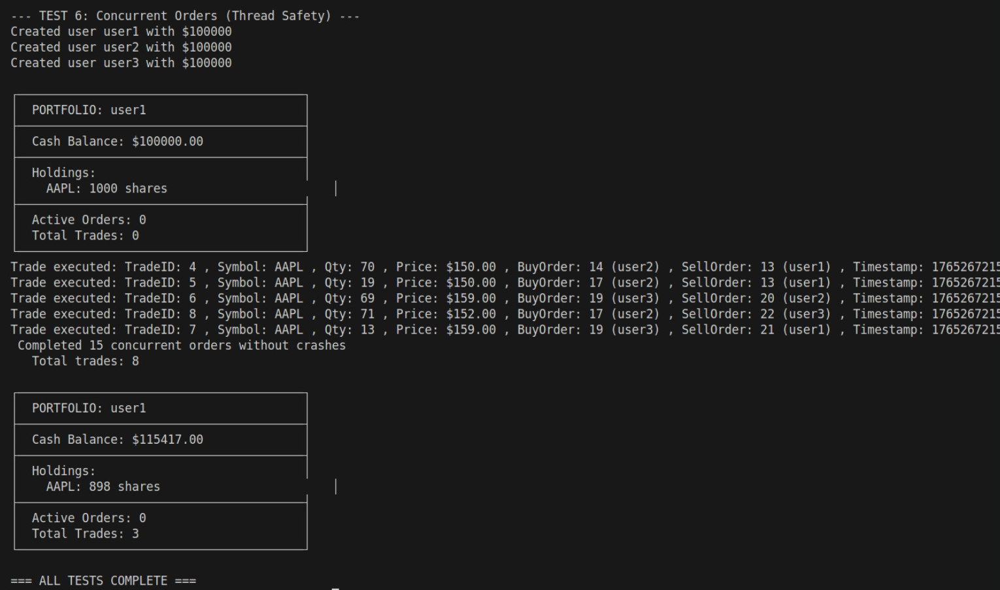 --- TEST 6: Concurrent Orders (Thread Safety) ---
Created user user1 with $100000
Created user user2 with $100000
Created user user3 with $100000
PORTFOLIO: user1
Cash Balance: $100000.00
Holdings:
AAPL: 1000 shares
Active Orders: 0
Total Trades: 0
Trade executed: TradeID: 4 , Symbol: AAPL , Qty: 70 , Price: $150.00 , BuyOrder: 14 (user2) , SellOrder: 13 (user1) , Timestamp: 1765267215
Trade executed: TradeID: 5 , Symbol: AAPL , Qty: 19 , Price: $150.00 , BuyOrder: 17 (user2) , SellOrder: 13 (user1) , Timestamp: 1765267215
Trade executed: TradeID: 6 , Symbol: AAPL , Qty: 69 , Price: $159.00 , BuyOrder: 19 (user3) , SellOrder: 20 (user2) , Timestamp: 1765267215
Trade executed: TradeID: 8 , Symbol: AAPL , Qty: 71 , Price: $152.00 , BuyOrder: 17 (user2) , SellOrder: 22 (user3) , Timestamp: 1765267215
Trade executed: TradeID: 7 , Symbol: AAPL , Qty: 13 , Price: $159.00 , BuyOrder: 19 (user3) , SellOrder: 21 (user1) , Timestamp: 1765267215
Completed 15 concurrent orders without crashes
Total trades: 8
PORTFOLIO: user1
Cash Balance: $115417.00
Holdings:
AAPL: 898 shares
Active Orders: 0
Total Trades: 3
=== ALL TESTS COMPLETE ===